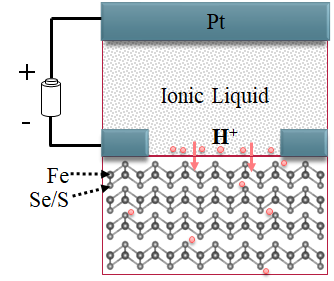 Pt
+
Ionic Liquid
-
H⁺
Fe
Se/S